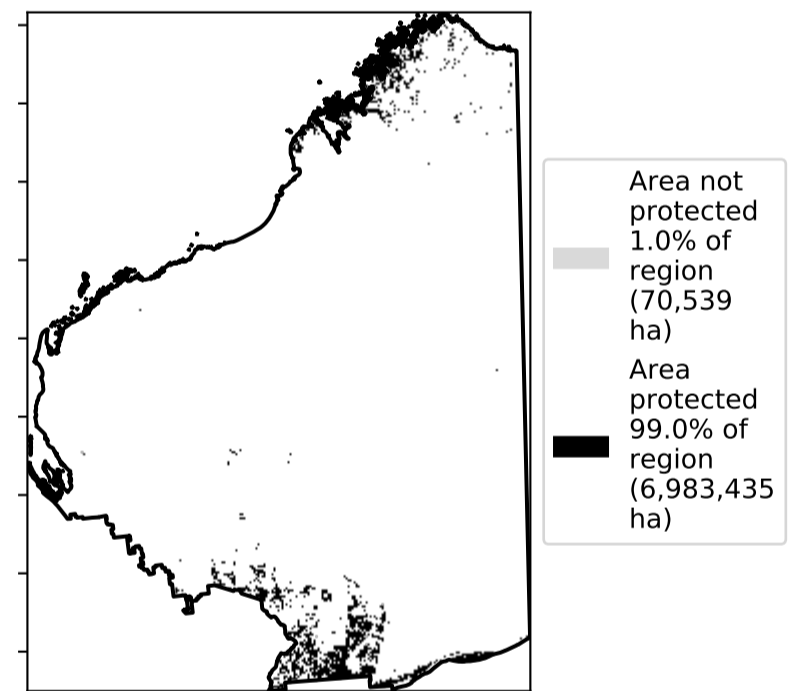 Area not
protected
1.0% of
region
(70,539
ha)
Area
protected
99.0% of
region
(6,983,435
ha)